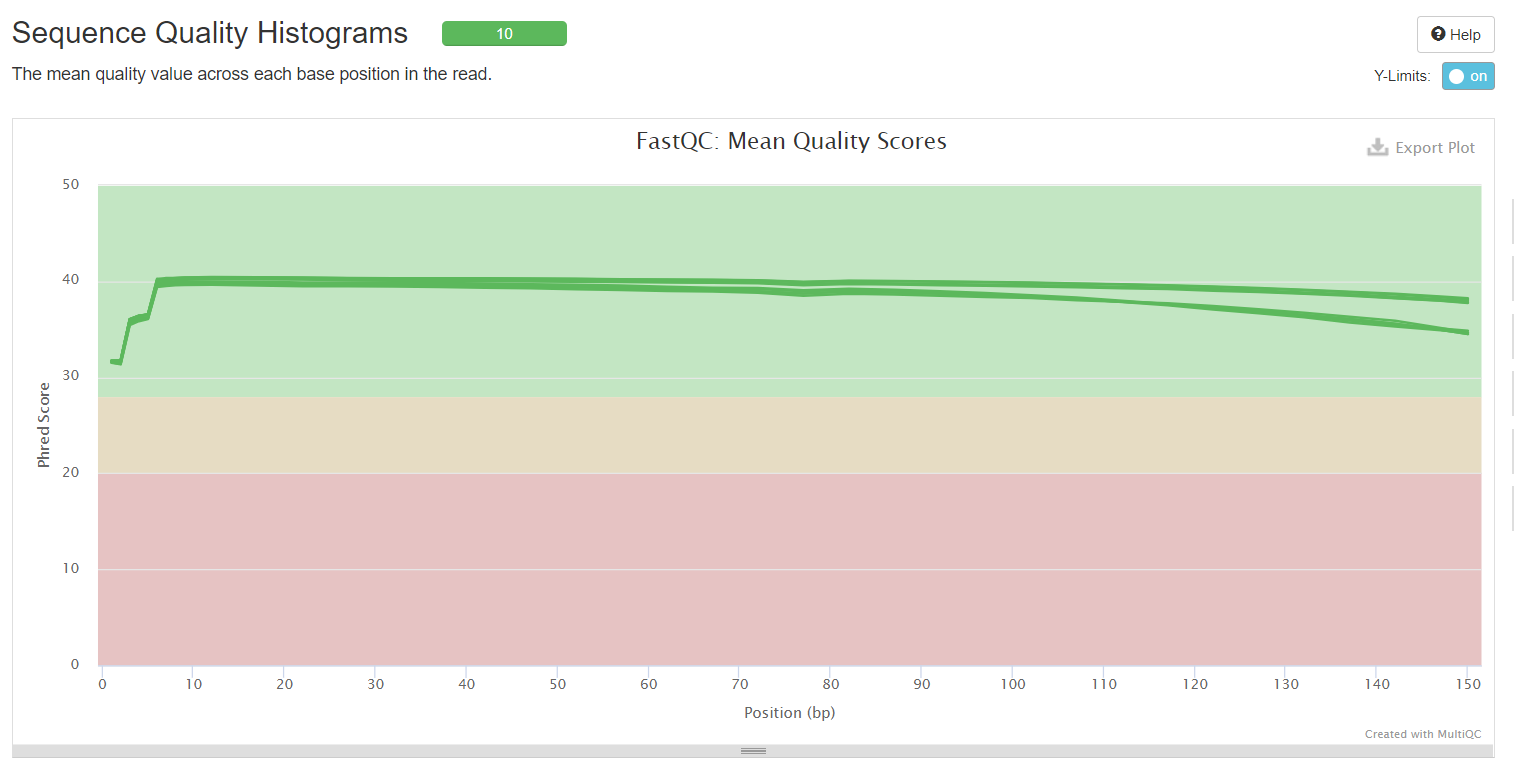 Sequence Quality Histograms
10
Help
The mean quality value across each base position in the read.
Y-Limits: on
FastQC: Mean Quality Scores
Export Plot
Phred Score
50
40
30
20
10
0
0 10 20 30 40 50 60 70 80 90 100 110 120 130 140 150
Position (bp)
Created with MultiQC